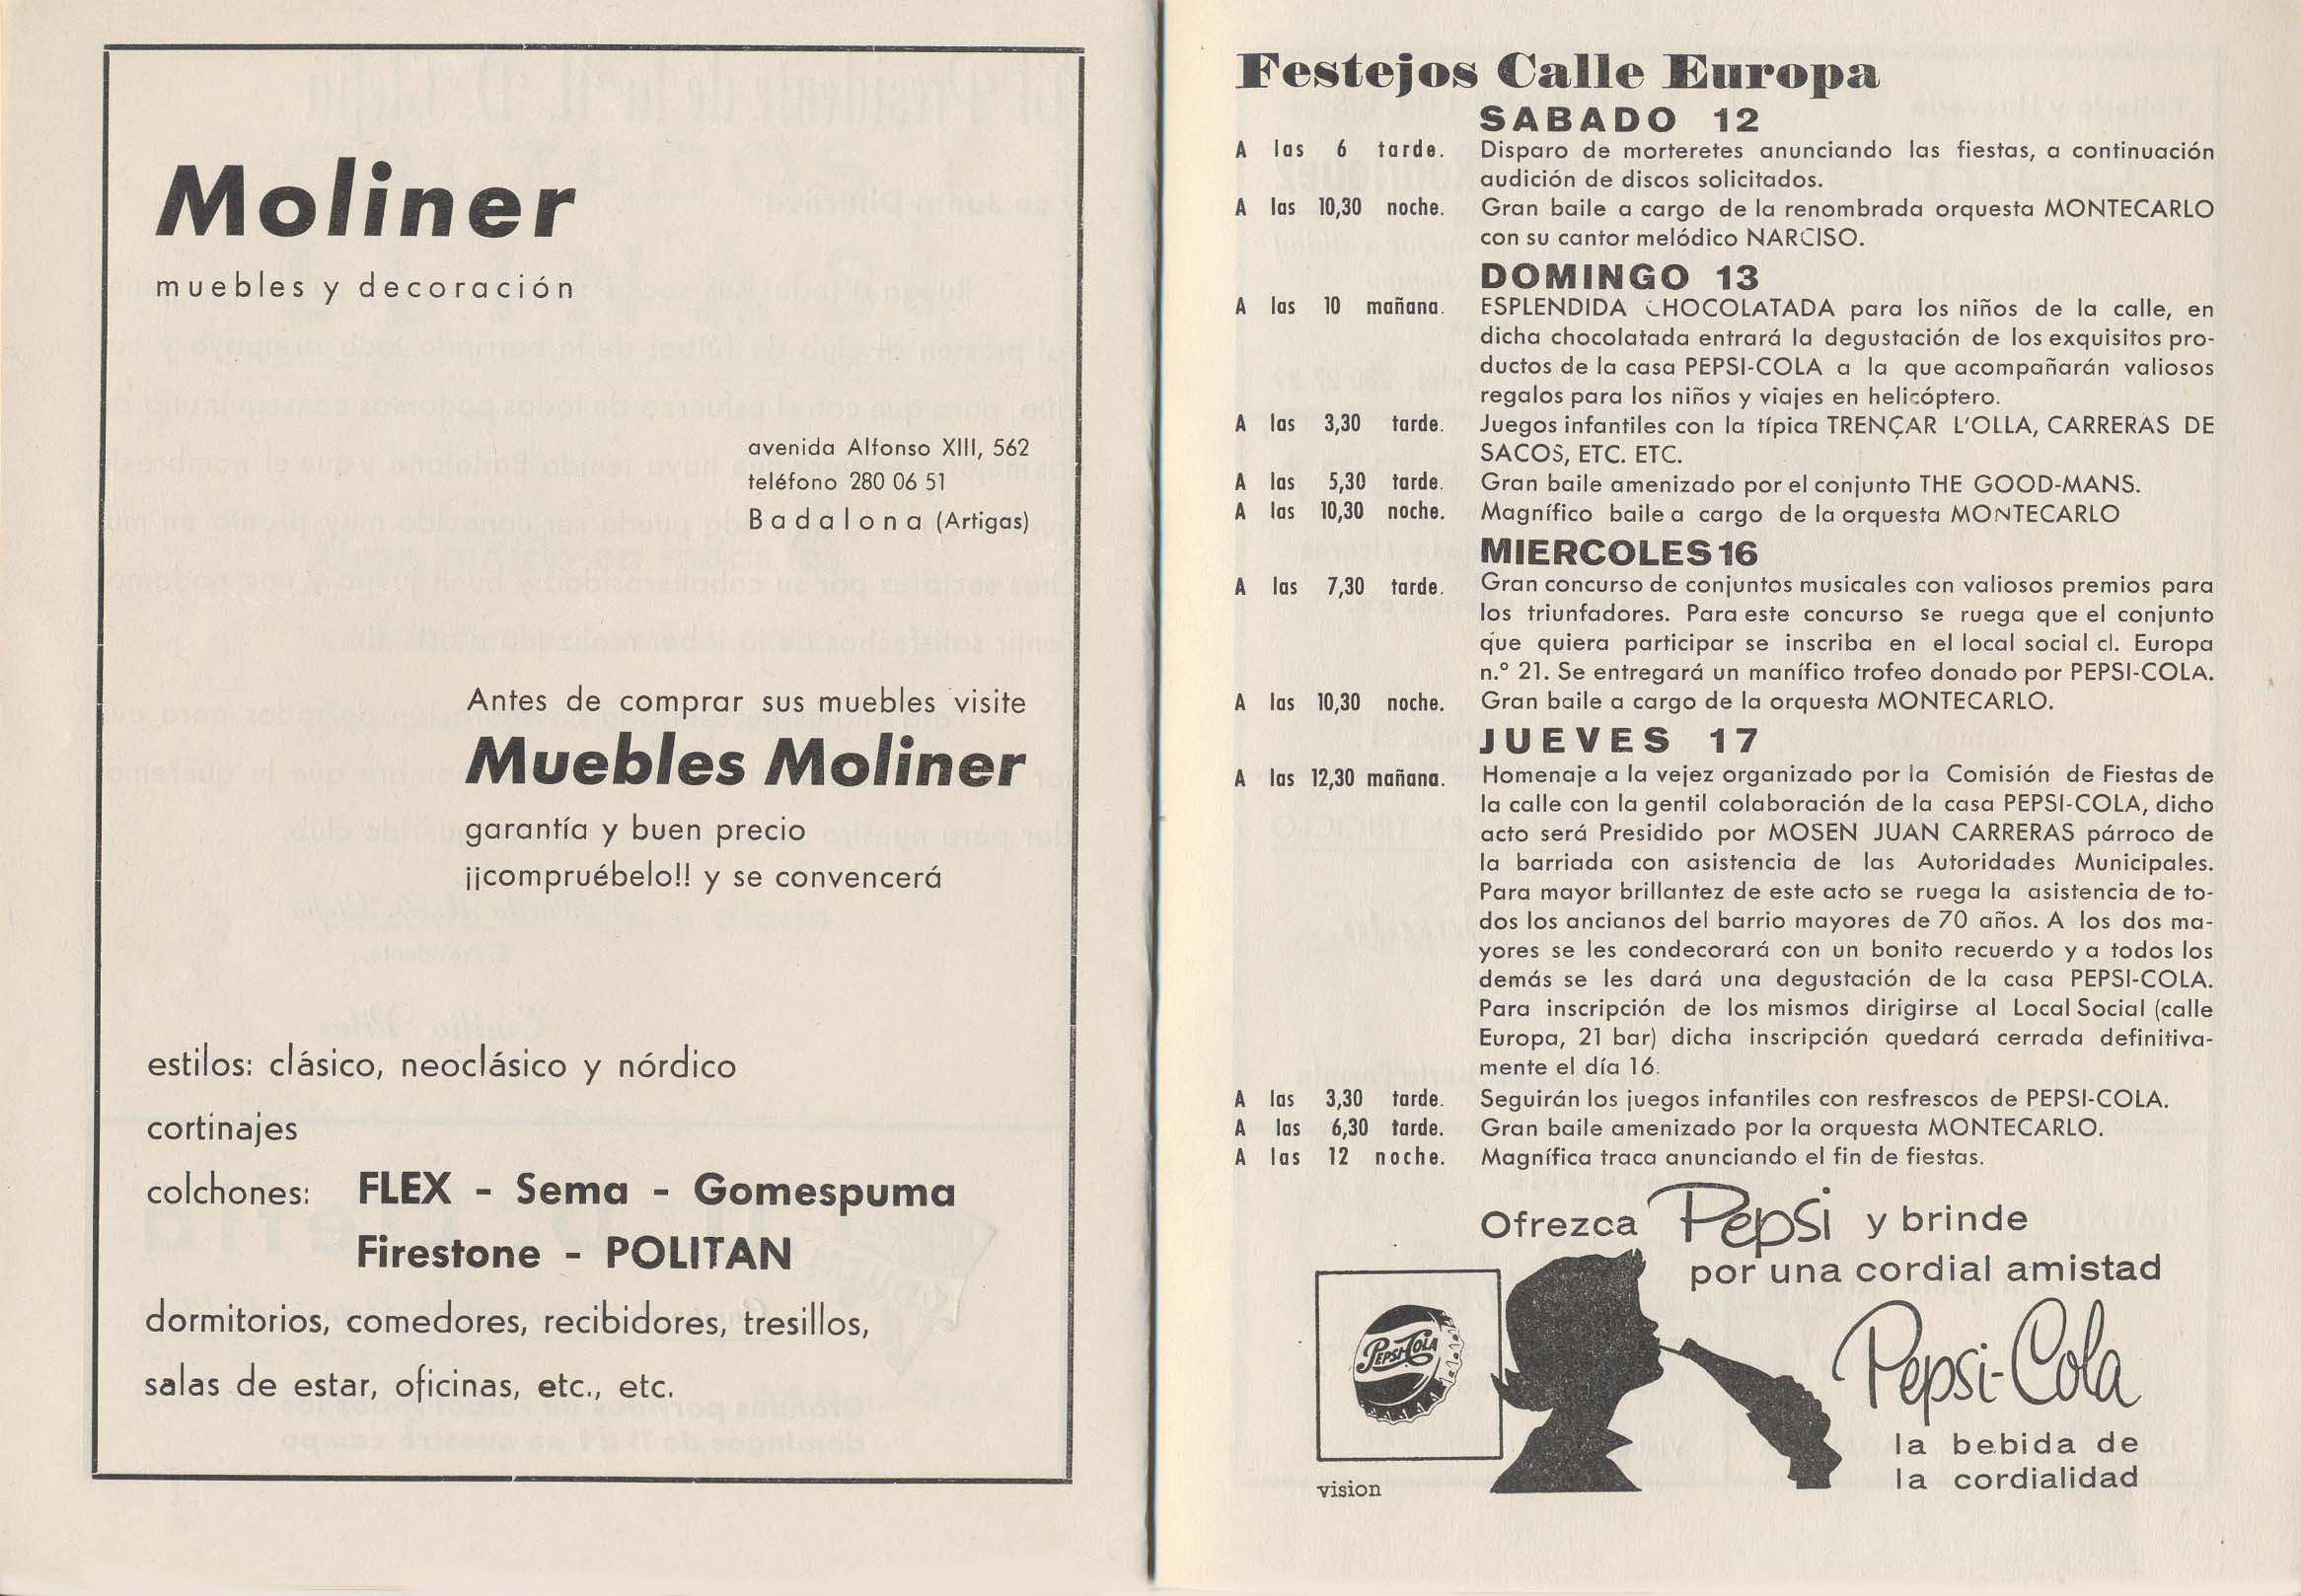 Moliner
muebles y decoración
avenida Alfonso XIII, 562
teléfono 280 06 51
Badalona (Artigas)
Antes de comprar sus muebles visite
Muebles Moliner
garantía y buen precio
¡¡compruébelo!! y se convencerá
estilos: clásico, neoclásico y nórdico
cortinajes
colchones: FLEX - Sema - Gomespuma
Firestone - POLITAN
dormitorios, comedores, recibidores, tresillos,
salas de estar, oficinas, etc., etc.
Festejos Calle Europa
SABADO 12
A las 6 tarde. Disparo de morteretes anunciando las fiestas, a continuación
audición de discos solicitados.
A las 10,30 noche. Gran baile a cargo de la renombrada orquesta MONTECARLO
con su cantor melódico NARCISO.
DOMINGO 13
A las 10 mañana. ESPLENDIDA CHOCOLATADA para los niños de la calle, en
dicha chocolatada entrará la degustación de los exquisitos pro-
ductos de la casa PEPSI-COLA a la que acompañarán valiosos
regalos para los niños y viajes en helicóptero.
A las 3,30 tarde. Juegos infantiles con la típica TRENÇAR L'OLLA, CARRERAS DE
SACOS, ETC. ETC.
A las 5,30 tarde. Gran baile amenizado por el conjunto THE GOOD-MANS.
A las 10,30 noche. Magnífico baile a cargo de la orquesta MONTECARLO
MIERCOLES 16
A las 7,30 tarde. Gran concurso de conjuntos musicales con valiosos premios para
los triunfadores. Para este concurso se ruega que el conjunto
que quiera participar se inscriba en el local social cl. Europa
n.º 21. Se entregará un manífico trofeo donado por PEPSI-COLA.
A las 10,30 noche. Gran baile a cargo de la orquesta MONTECARLO.
JUEVES 17
A las 12,30 mañana. Homenaje a la vejez organizado por la Comisión de Fiestas de
la calle con la gentil colaboración de la casa PEPSI-COLA, dicho
acto será Presidido por MOSEN JUAN CARRERAS párroco de
la barriada con asistencia de las Autoridades Municipales.
Para mayor brillantez de este acto se ruega la asistencia de to-
dos los ancianos del barrio mayores de 70 años. A los dos ma-
yores se les condecorará con un bonito recuerdo y a todos los
demás se les dará una degustación de la casa PEPSI-COLA.
Para inscripción de los mismos dirigirse al Local Social (calle
Europa, 21 bar) dicha inscripción quedará cerrada definitiva-
mente el día 16.
A las 3,30 tarde. Seguirán los juegos infantiles con resfrescos de PEPSI-COLA.
A las 6,30 tarde. Gran baile amenizado por la orquesta MONTECARLO.
A las 12 noche. Magnífica traca anunciando el fin de fiestas.
Ofrezca Pepsi y brinde
por una cordial amistad
PEPSI-COLA
Pepsi-Cola
la bebida de
la cordialidad
vision